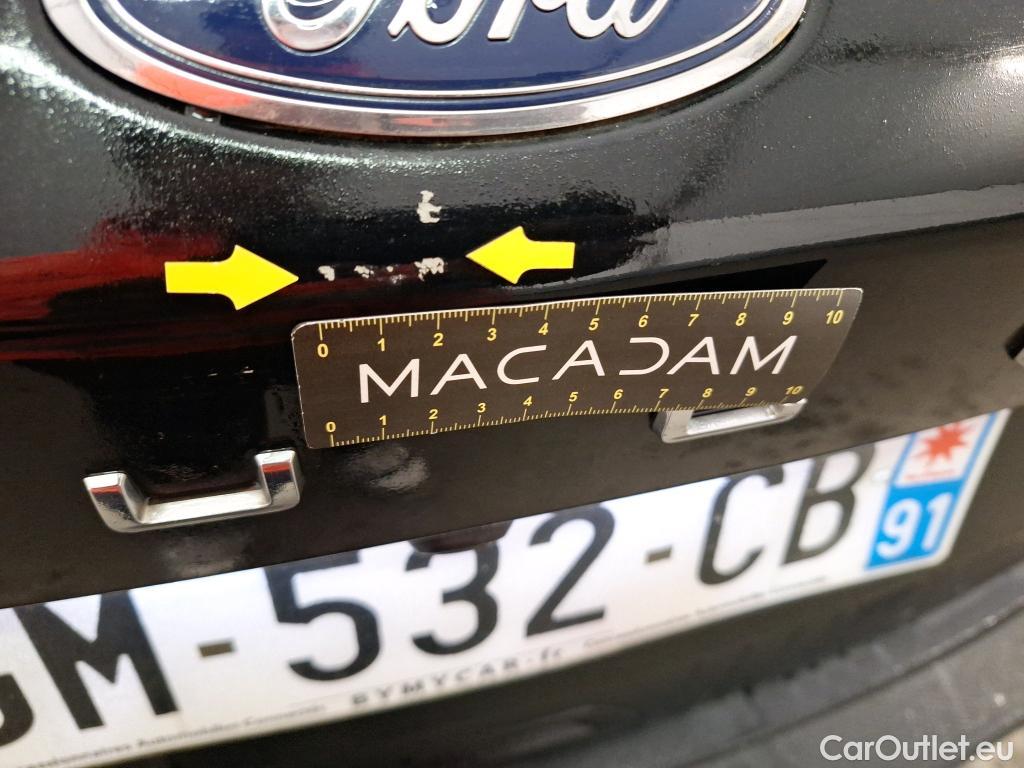 Ford
0 1 2 3 4 5 6 7 8 9 10
MACADAM
0 1 2 3 4 5 6 7 8 9 10
M-532-CB 91
BYMYCAR.fr
CarOutlet.eu